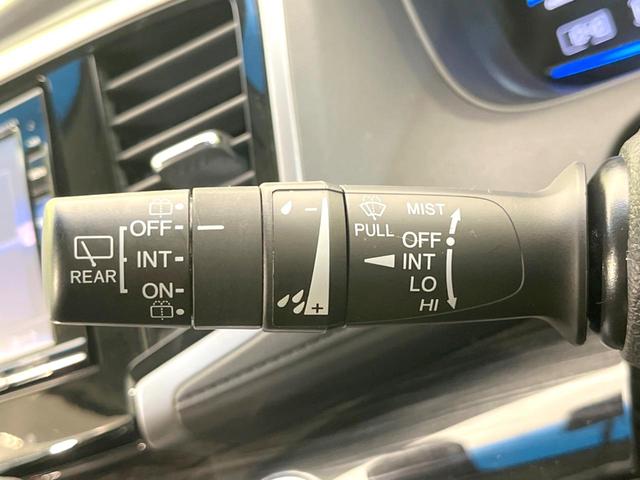 REAR
OFF
INT
ON
- +
PULL
MIST
OFF
INT
LO
HI